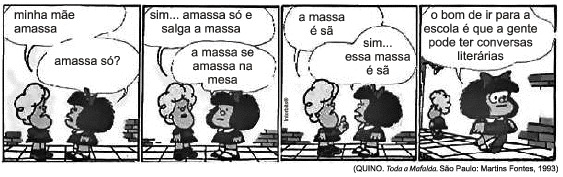 minha mãe
amassa
amassa só?
sim... amassa só e
salga a massa
a massa se
amassa na
mesa
a massa
é sã
sim...
essa massa
é sã
o bom de ir para a
escola é que a gente
pode ter conversas
literárias
(QUINO. Toda a Mafalda. São Paulo: Martins Fontes, 1993)